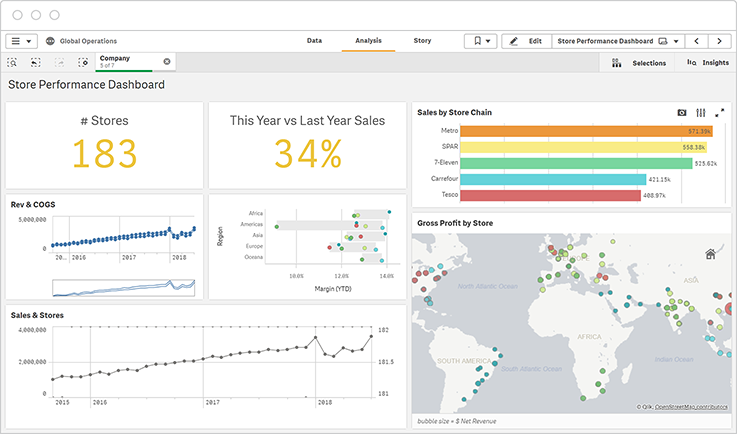 Global Operations
Data
Analysis
Story
Edit
Store Performance Dashboard
Company
5 of 7
Selections
Insights
Store Performance Dashboard
# Stores
183
This Year vs Last Year Sales
34%
Sales by Store Chain
Metro
571.39k
SPAR
558.38k
7-Eleven
525.62k
Carrefour
421.15k
Tesco
408.97k
Rev & COGS
5,000,000
0
20... 2016
2017
2018
Region
Africa
Americas
Asia
Europe
Oceania
10.0%
12.0%
14.0%
Margin (YTD)
Gross Profit by Store
North Atlantic Ocean
ASIA
AFRICA
SOUTH AMERICA
South Atlantic Ocean
Indian Ocean
© Qlik, OpenStreetMap contributors
bubble size = $ Net Revenue
Sales & Stores
4,000,000
2,000,000
0
182
181.5
181
2015
2016
2017
2018